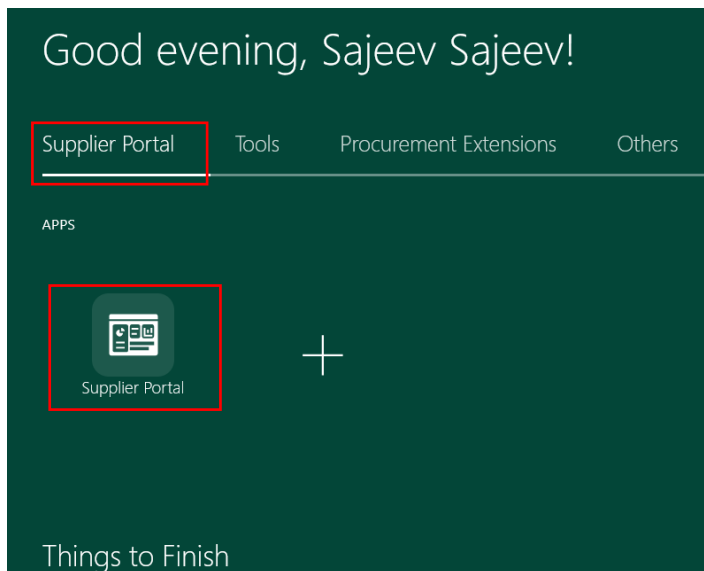 Good evening, Sajeev Sajeev!
Supplier Portal Tools Procurement Extensions Others
APPS
Supplier Portal
Things to Finish